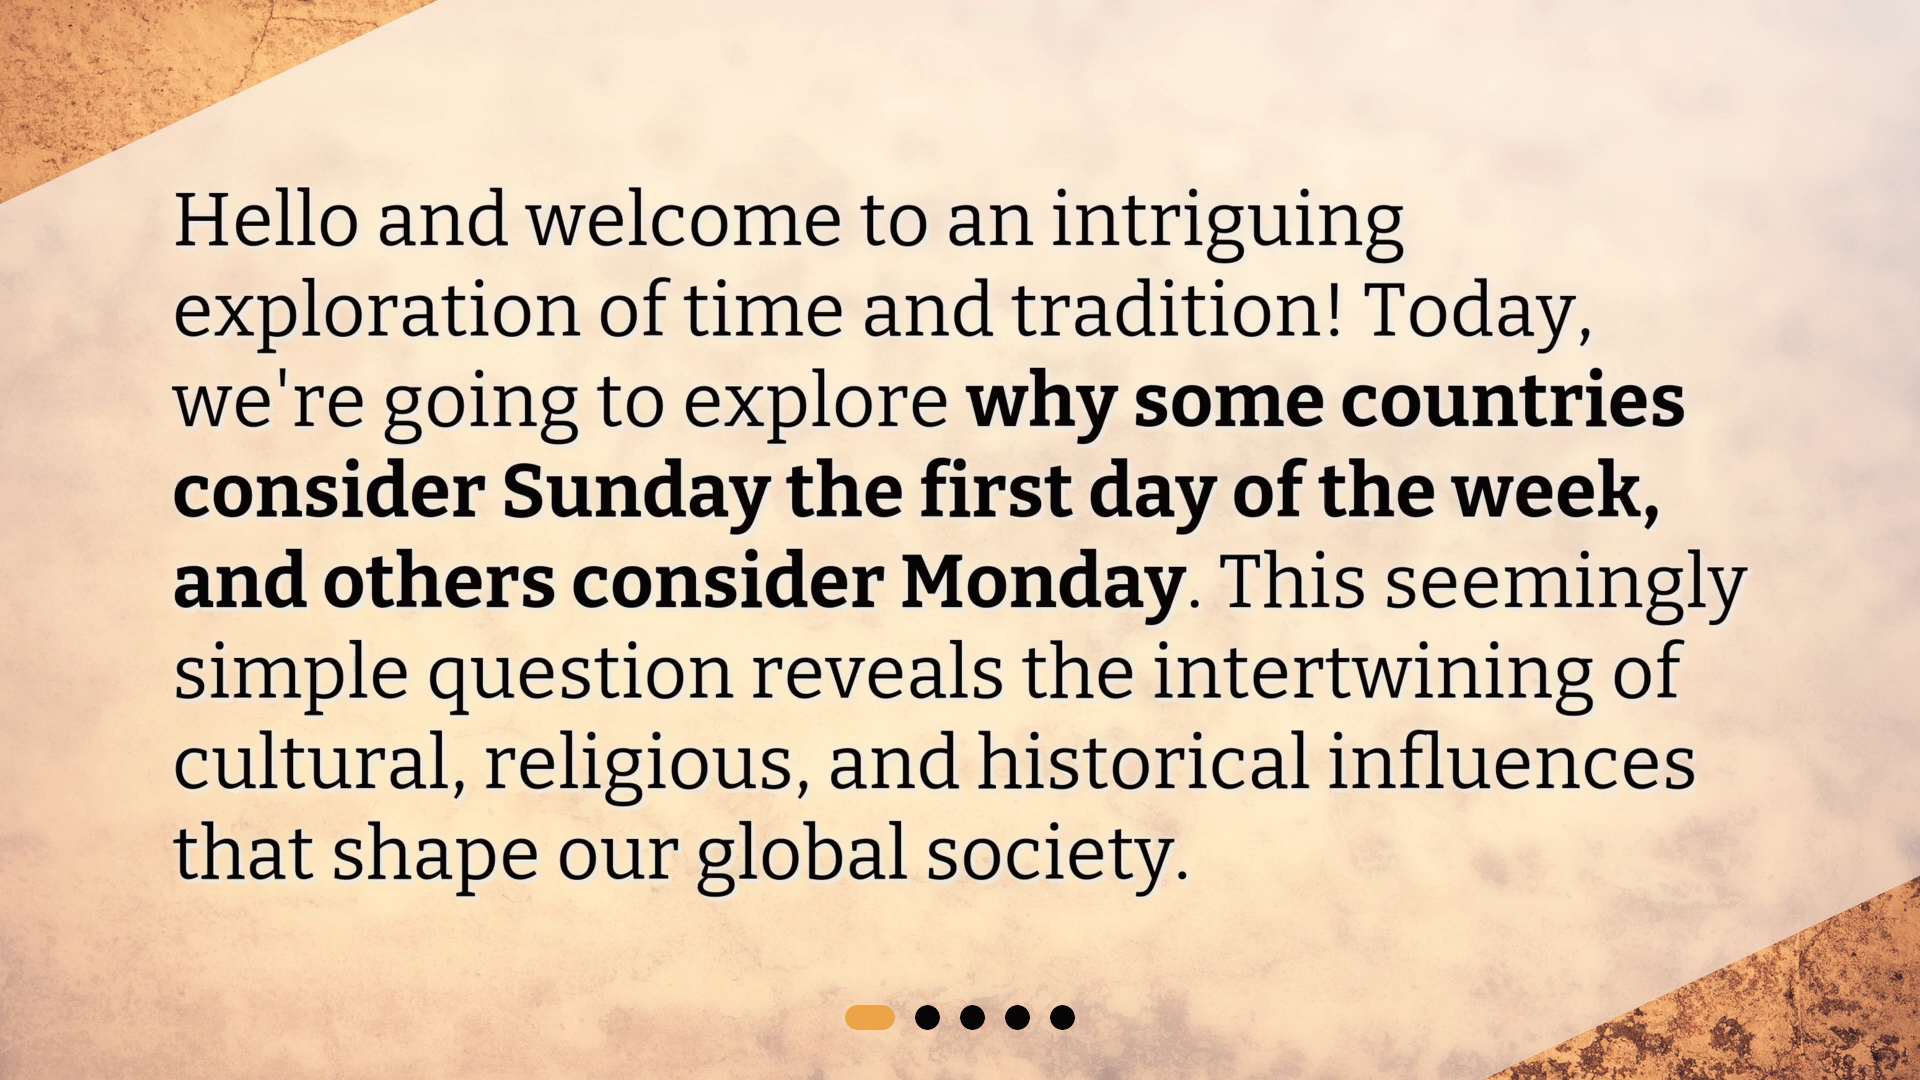 Hello and welcome to an intriguing
exploration of time and tradition! Today,
we're going to explore why some countries
consider Sunday the first day of the week,
and others consider Monday. This seemingly
simple question reveals the intertwining of
cultural, religious, and historical influences
that shape our global society.